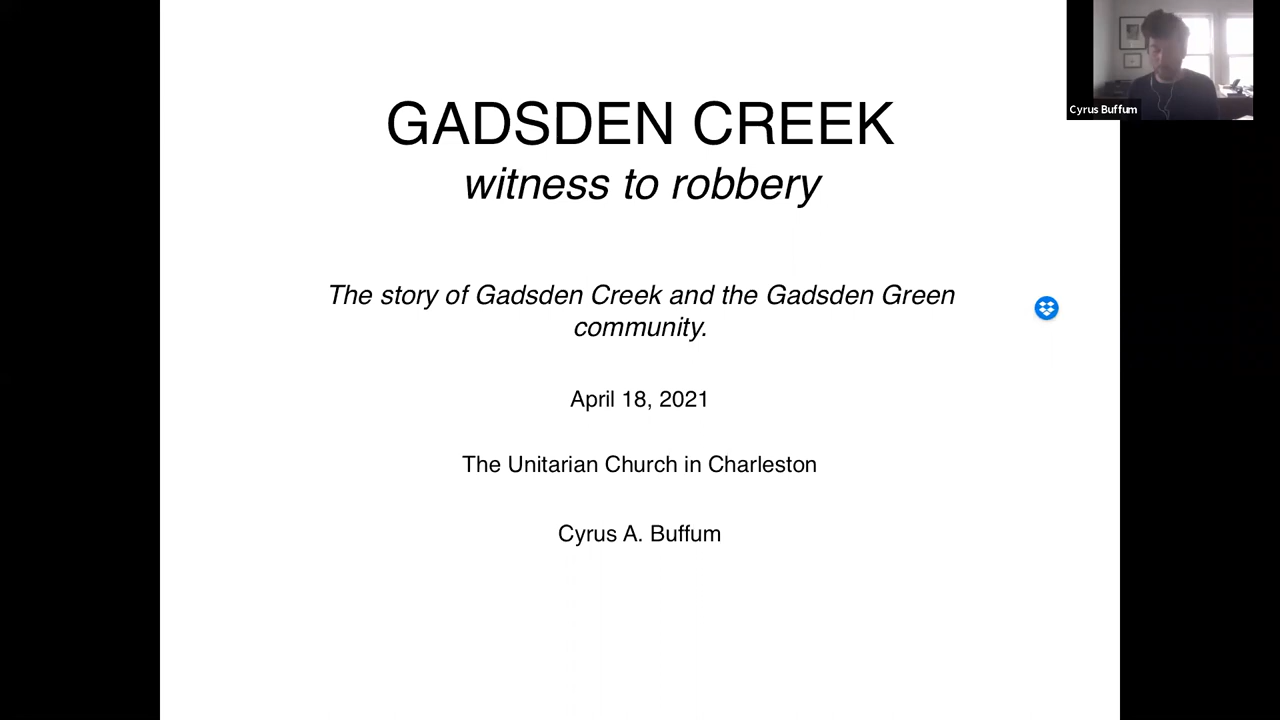 GADSDEN CREEK
witness to robbery
The story of Gadsden Creek and the Gadsden Green
community.
April 18, 2021
The Unitarian Church in Charleston
Cyrus A. Buffum
Cyrus Buffum